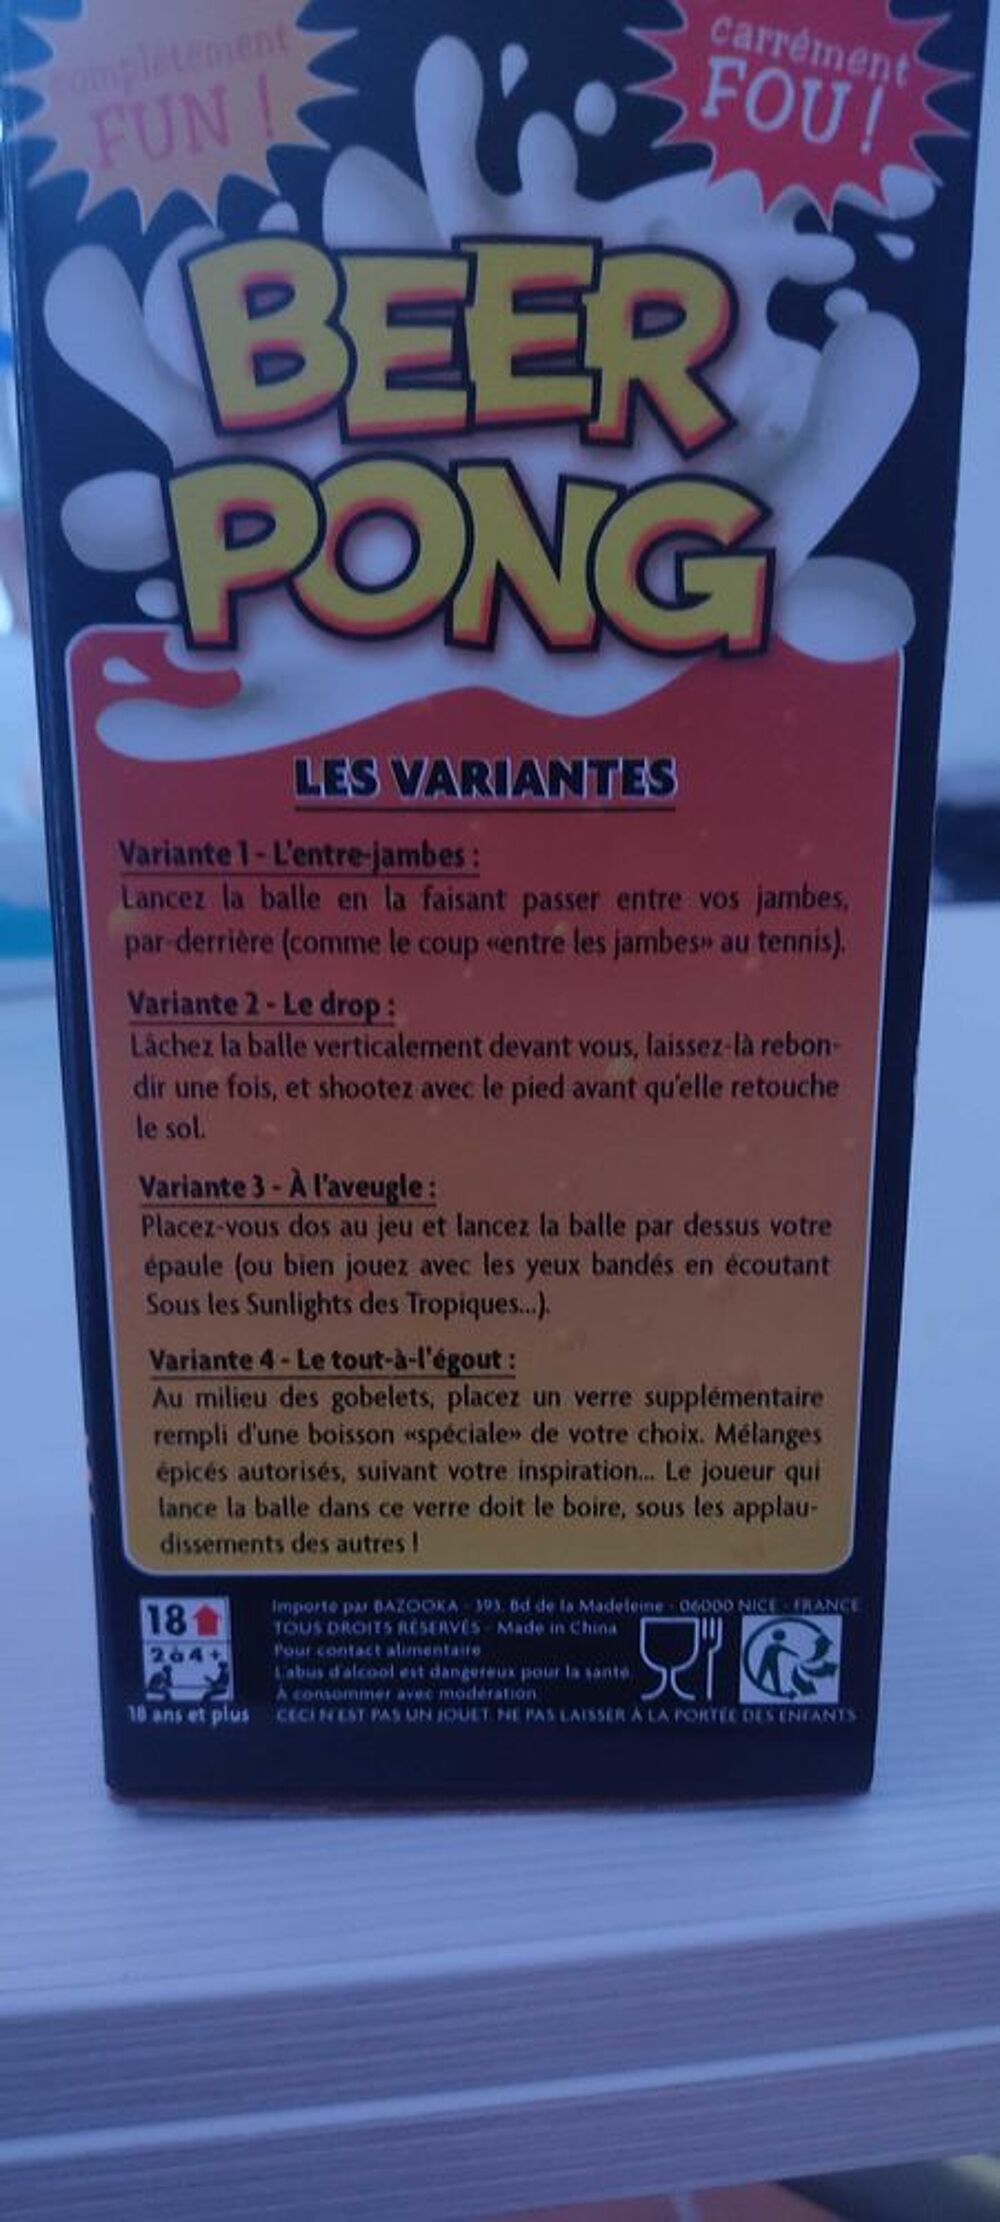 complètement
FUN !
carrément
FOU !
BEER
PONG
LES VARIANTES
Variante 1 - L'entre-jambes :
Lancez la balle en la faisant passer entre vos jambes,
par-derrière (comme le coup «entre les jambes» au tennis).
Variante 2 - Le drop :
Lâchez la balle verticalement devant vous, laissez-là rebon-
dir une fois, et shootez avec le pied avant qu'elle retouche
le sol.
Variante 3 - À l'aveugle :
Placez-vous dos au jeu et lancez la balle par dessus votre
épaule (ou bien jouez avec les yeux bandés en écoutant
Sous les Sunlights des Tropiques...).
Variante 4 - Le tout-à-l'égout :
Au milieu des gobelets, placez un verre supplémentaire
rempli d'une boisson «spéciale» de votre choix. Mélanges
épicés autorisés, suivant votre inspiration... Le joueur qui
lance la balle dans ce verre doit le boire, sous les applau-
dissements des autres !
18
2 à 4+
18 ans et plus
Importé par BAZOOKA - 393, Bd de la Madeleine - 06000 NICE - FRANCE
TOUS DROITS RÉSERVÉS - Made in China
Pour contact alimentaire
L'abus d'alcool est dangereux pour la santé.
À consommer avec modération
CECI N'EST PAS UN JOUET. NE PAS LAISSER À LA PORTÉE DES ENFANTS